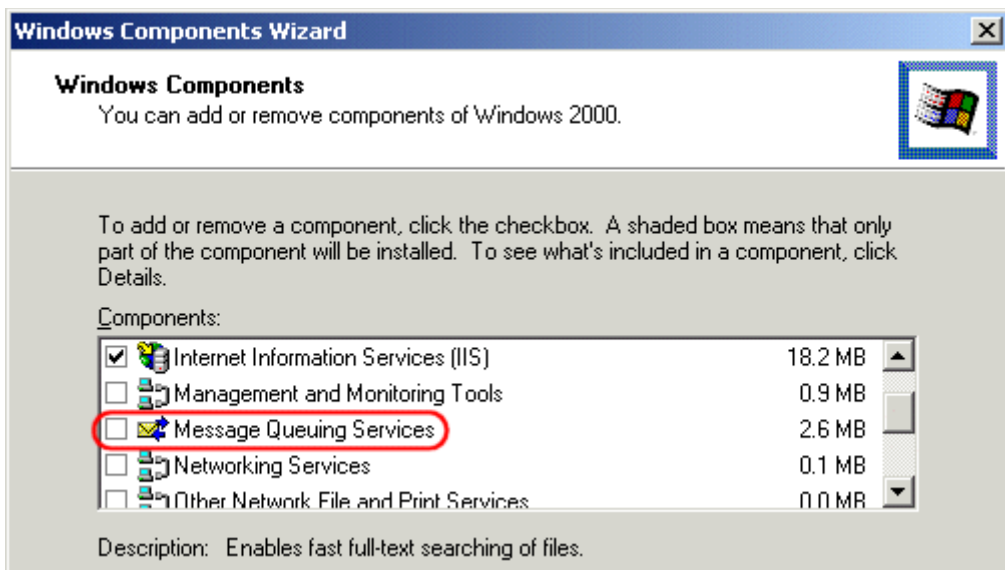 Windows Components Wizard
Windows Components
You can add or remove components of Windows 2000.
To add or remove a component, click the checkbox. A shaded box means that only
part of the component will be installed. To see what's included in a component, click
Details.
Components:
Internet Information Services (IIS) 18.2 MB
Management and Monitoring Tools 0.9 MB
Message Queuing Services 2.6 MB
Networking Services 0.1 MB
Other Network File and Print Services 0.0 MB
Description: Enables fast full-text searching of files.